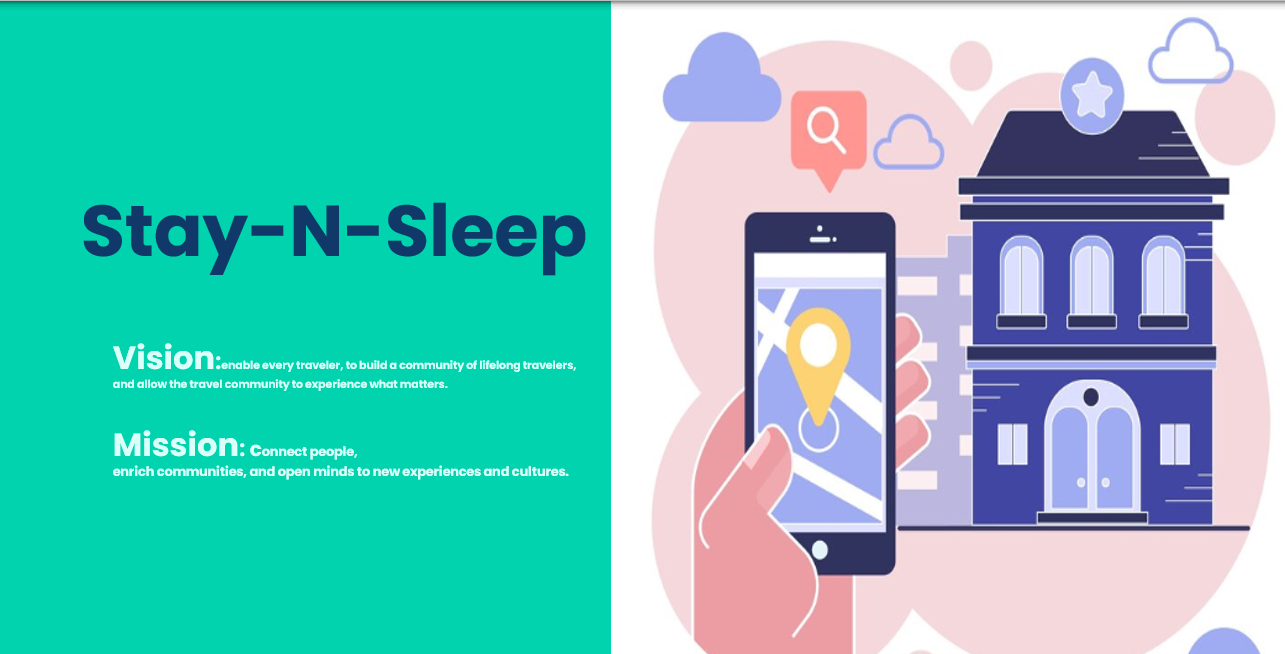 Stay-N-Sleep
Vision:enable every traveler, to build a community of lifelong travelers,
and allow the travel community to experience what matters.
Mission: Connect people,
enrich communities, and open minds to new experiences and cultures.